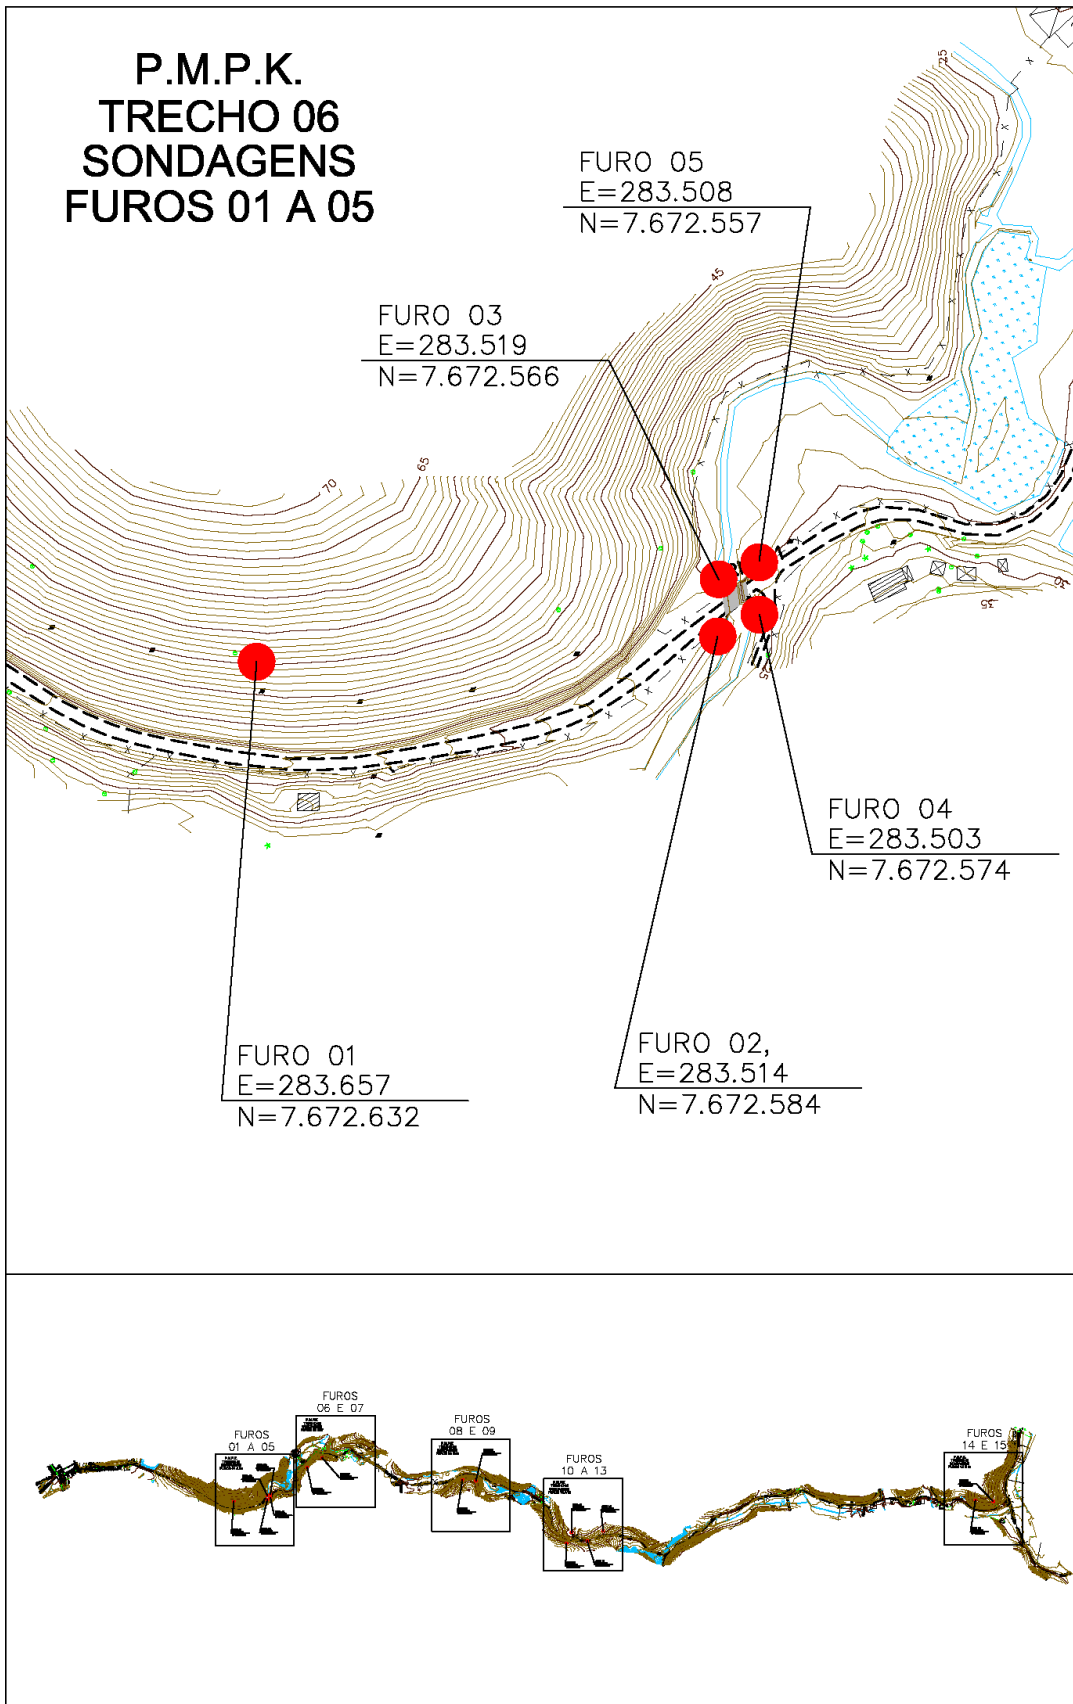 P.M.P.K.
TRECHO 06
SONDAGENS
FUROS 01 A 05
FURO 05
E=283.508
N=7.672.557
FURO 03
E=283.519
N=7.672.566
25
45
65
70
30
35
25
FURO 04
E=283.503
N=7.672.574
FURO 02,
E=283.514
N=7.672.584
FURO 01
E=283.657
N=7.672.632
FUROS
01 A 05
FUROS
06 E 07
FUROS
08 E 09
FUROS
10 A 13
FUROS
14 E 15